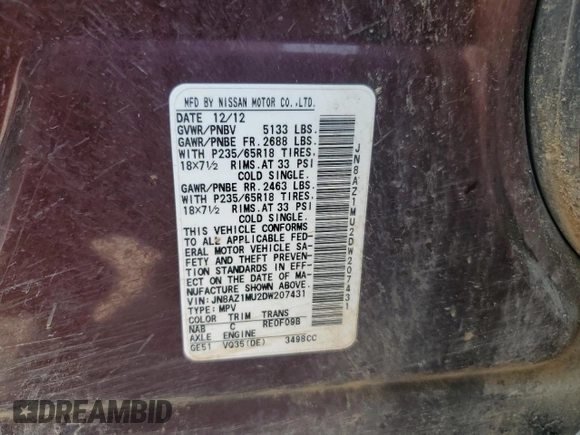 MFD BY NISSAN MOTOR CO.,LTD.
DATE 12/12
GVWR/PNBV 5133 LBS.
GAWR/PNBE FR. 2688 LBS.
WITH P235/65R18 TIRES.
18×7½ RIMS.AT 33 PSI
COLD SINGLE.
GAWR/PNBE RR. 2463 LBS.
WITH P235/65R18 TIRES.
18×7½ RIMS.AT 33 PSI
COLD SINGLE.
THIS VEHICLE CONFORMS
TO ALL APPLICABLE FED-
ERAL MOTOR VEHICLE SA-
FETY AND THEFT PREVEN-
TION STANDARDS IN EFF-
ECT ON THE DATE OF MA-
NUFACTURE SHOWN ABOVE.
VIN:JN8AZ1MU2DW207431
TYPE:MPV
COLOR TRIM TRANS
NAB C RE0F09B
AXLE ENGINE
GE51 VQ35(DE) 3498CC
JN8AZ1MU2DW207431
DREAMBID